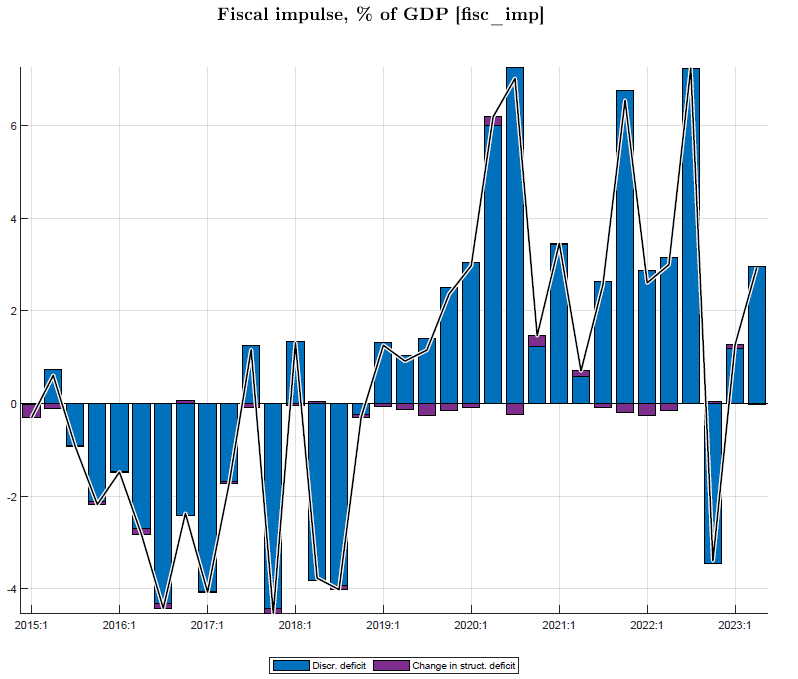 Fiscal impulse, % of GDP [fisc_imp]
6
4
2
0
-2
-4
2015:1 2016:1 2017:1 2018:1 2019:1 2020:1 2021:1 2022:1 2023:1
Discr. deficit Change in struct. deficit